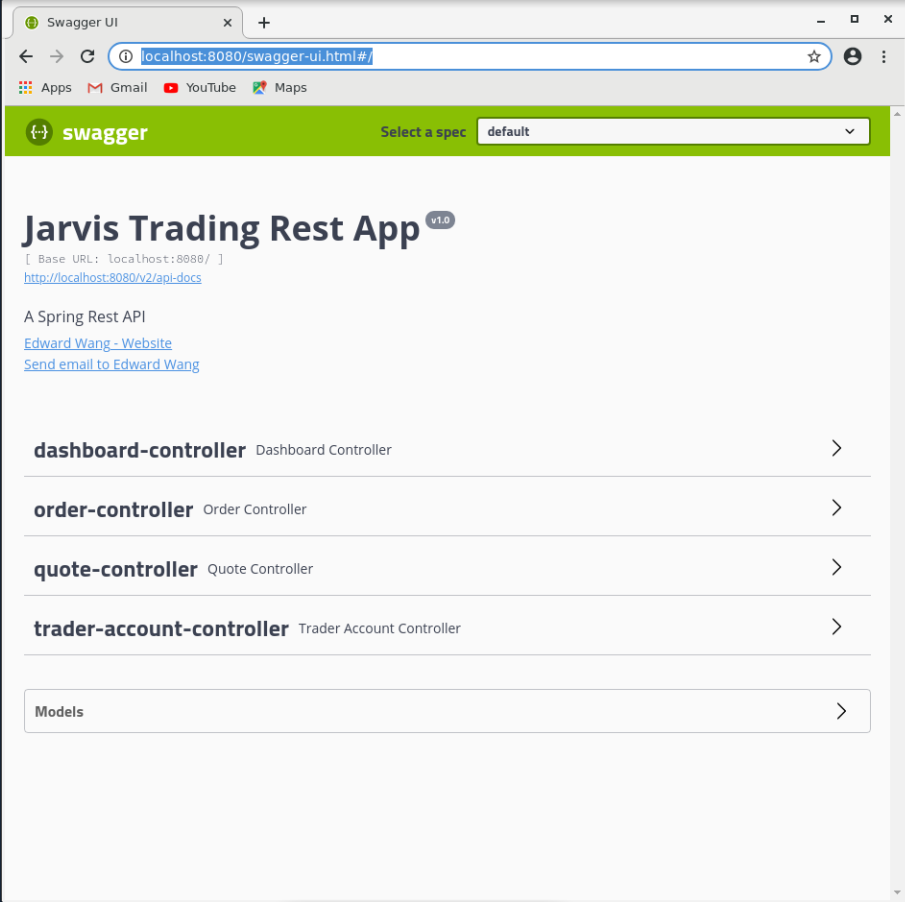 Swagger UI
localhost:8080/swagger-ui.html#/
Apps Gmail YouTube Maps
swagger Select a spec default
Jarvis Trading Rest App v1.0
[ Base URL: localhost:8080/ ]
http://localhost:8080/v2/api-docs
A Spring Rest API
Edward Wang - Website
Send email to Edward Wang
dashboard-controller Dashboard Controller
order-controller Order Controller
quote-controller Quote Controller
trader-account-controller Trader Account Controller
Models